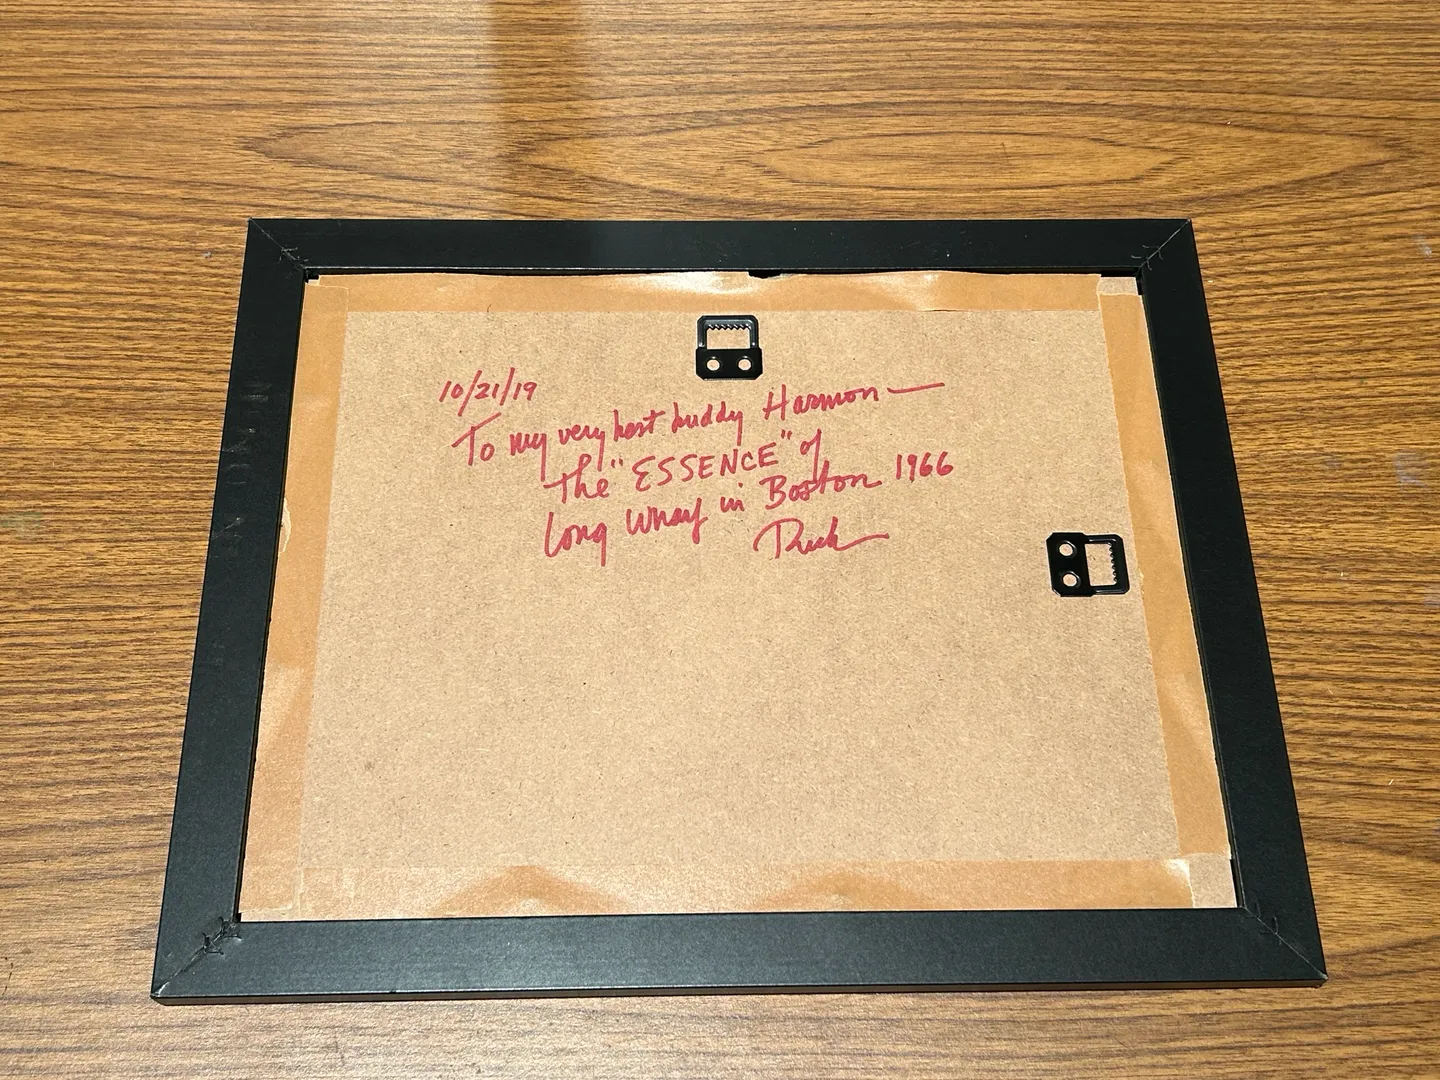 10/21/19
To my very best buddy Harmon —
The "ESSENCE" of
Long Wharf in Boston 1966